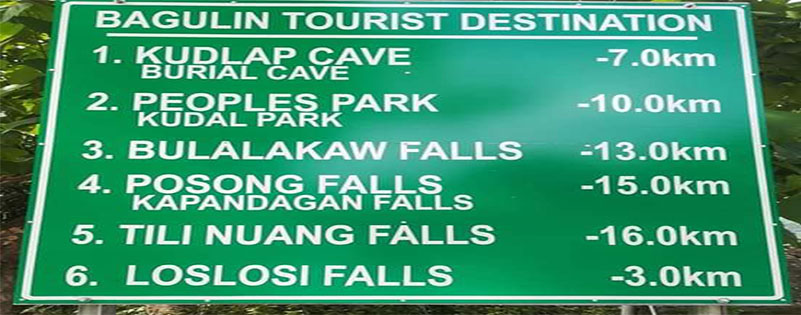 BAGULIN TOURIST DESTINATION
1. KUDLAP CAVE -7.0km
BURIAL CAVE
2. PEOPLES PARK -10.0km
KUDAL PARK
3. BULALAKAW FALLS -13.0km
4. POSONG FALLS -15.0km
KAPANDAGAN FALLS
5. TILI NUANG FALLS -16.0km
6. LOSLOSI FALLS -3.0km